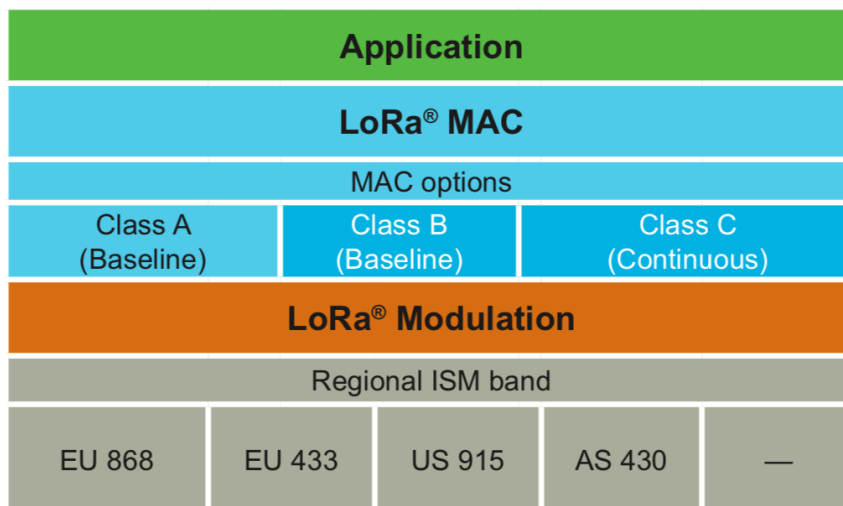 Application
LoRa® MAC
MAC options
Class A
(Baseline)
Class B
(Baseline)
Class C
(Continuous)
LoRa® Modulation
Regional ISM band
EU 868
EU 433
US 915
AS 430
—